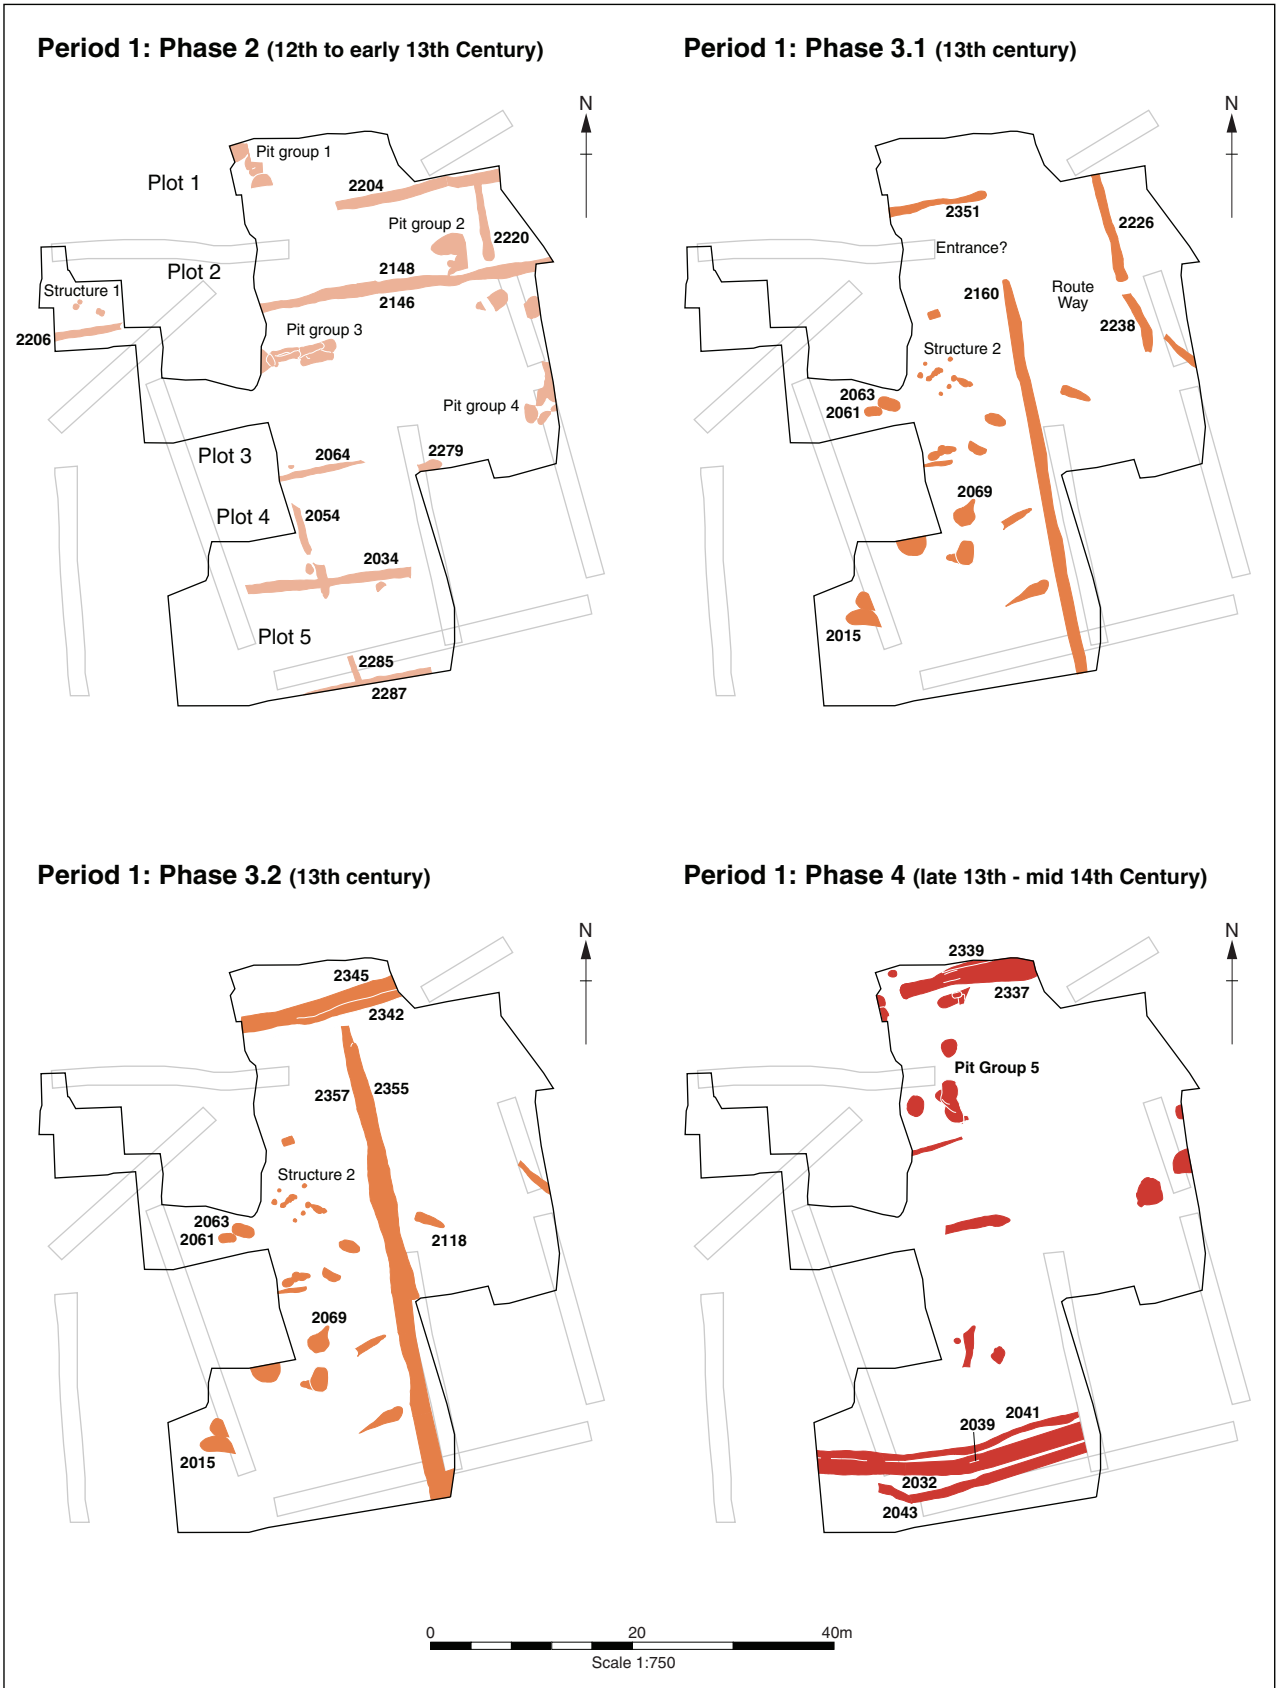 Period 1: Phase 2 (12th to early 13th Century)
N
Pit group 1
Plot 1
2204
Pit group 2
2220
2148
Plot 2
2146
Structure 1
2206
Pit group 3
Pit group 4
Plot 3
2064
2279
Plot 4
2054
2034
Plot 5
2285
2287
Period 1: Phase 3.1 (13th century)
N
2351
2226
Entrance?
2160
Route
Way
2238
Structure 2
2063
2061
2069
2015
Period 1: Phase 3.2 (13th century)
N
2345
2342
2357
2355
Structure 2
2063
2061
2118
2069
2015
Period 1: Phase 4 (late 13th - mid 14th Century)
N
2339
2337
Pit Group 5
2041
2039
2032
2043
0 20 40m
Scale 1:750